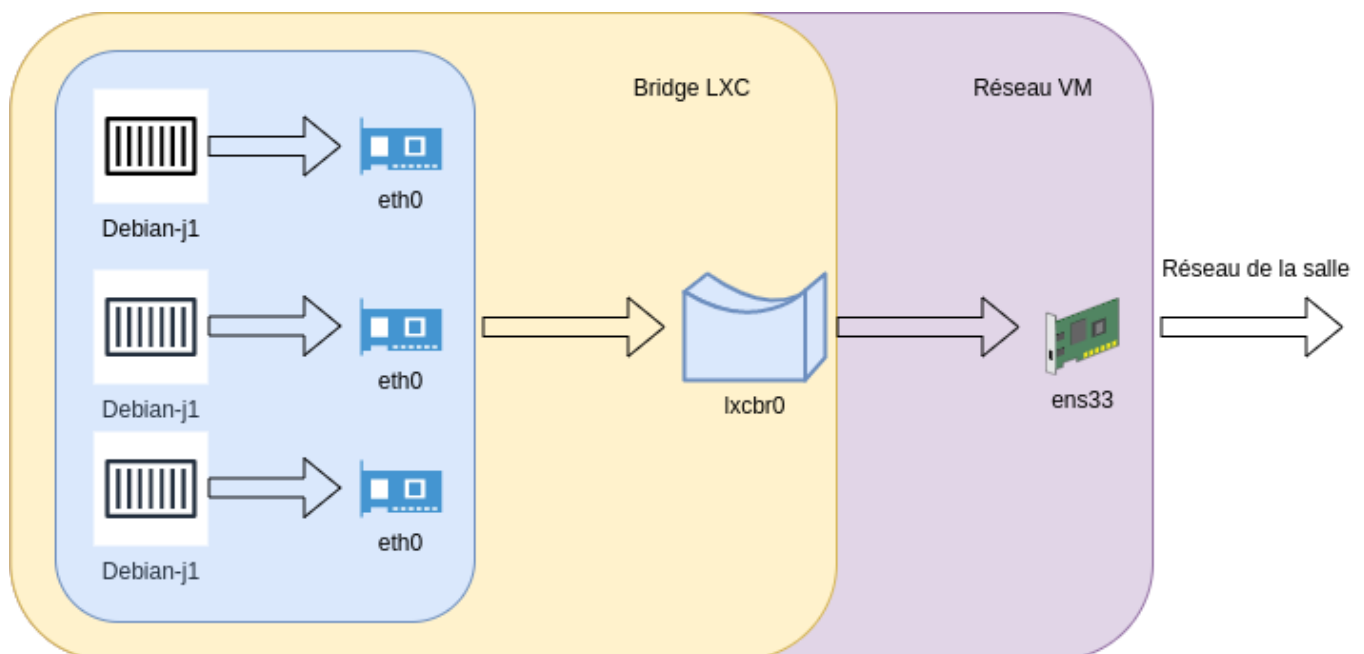 Bridge LXC
Réseau VM
eth0
Debian-j1
Réseau de la salle
eth0
lxcbr0
ens33
Debian-j1
eth0
Debian-j1